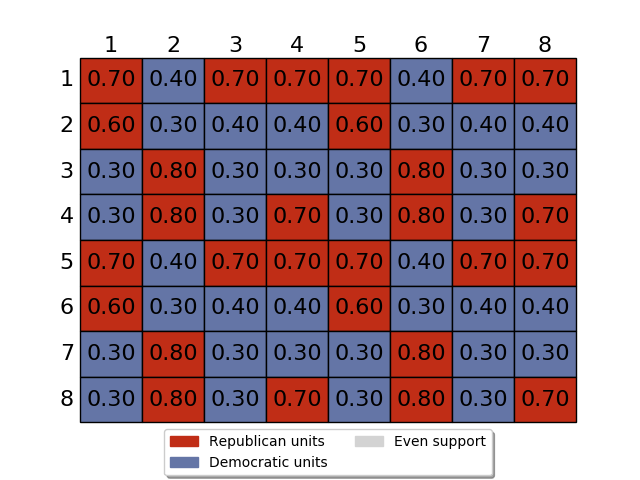 1 2 3 4 5 6 7 8
1 0.70 0.40 0.70 0.70 0.70 0.40 0.70 0.70
2 0.60 0.30 0.40 0.40 0.60 0.30 0.40 0.40
3 0.30 0.80 0.30 0.30 0.30 0.80 0.30 0.30
4 0.30 0.80 0.30 0.70 0.30 0.80 0.30 0.70
5 0.70 0.40 0.70 0.70 0.70 0.40 0.70 0.70
6 0.60 0.30 0.40 0.40 0.60 0.30 0.40 0.40
7 0.30 0.80 0.30 0.30 0.30 0.80 0.30 0.30
8 0.30 0.80 0.30 0.70 0.30 0.80 0.30 0.70
Republican units Even support
Democratic units